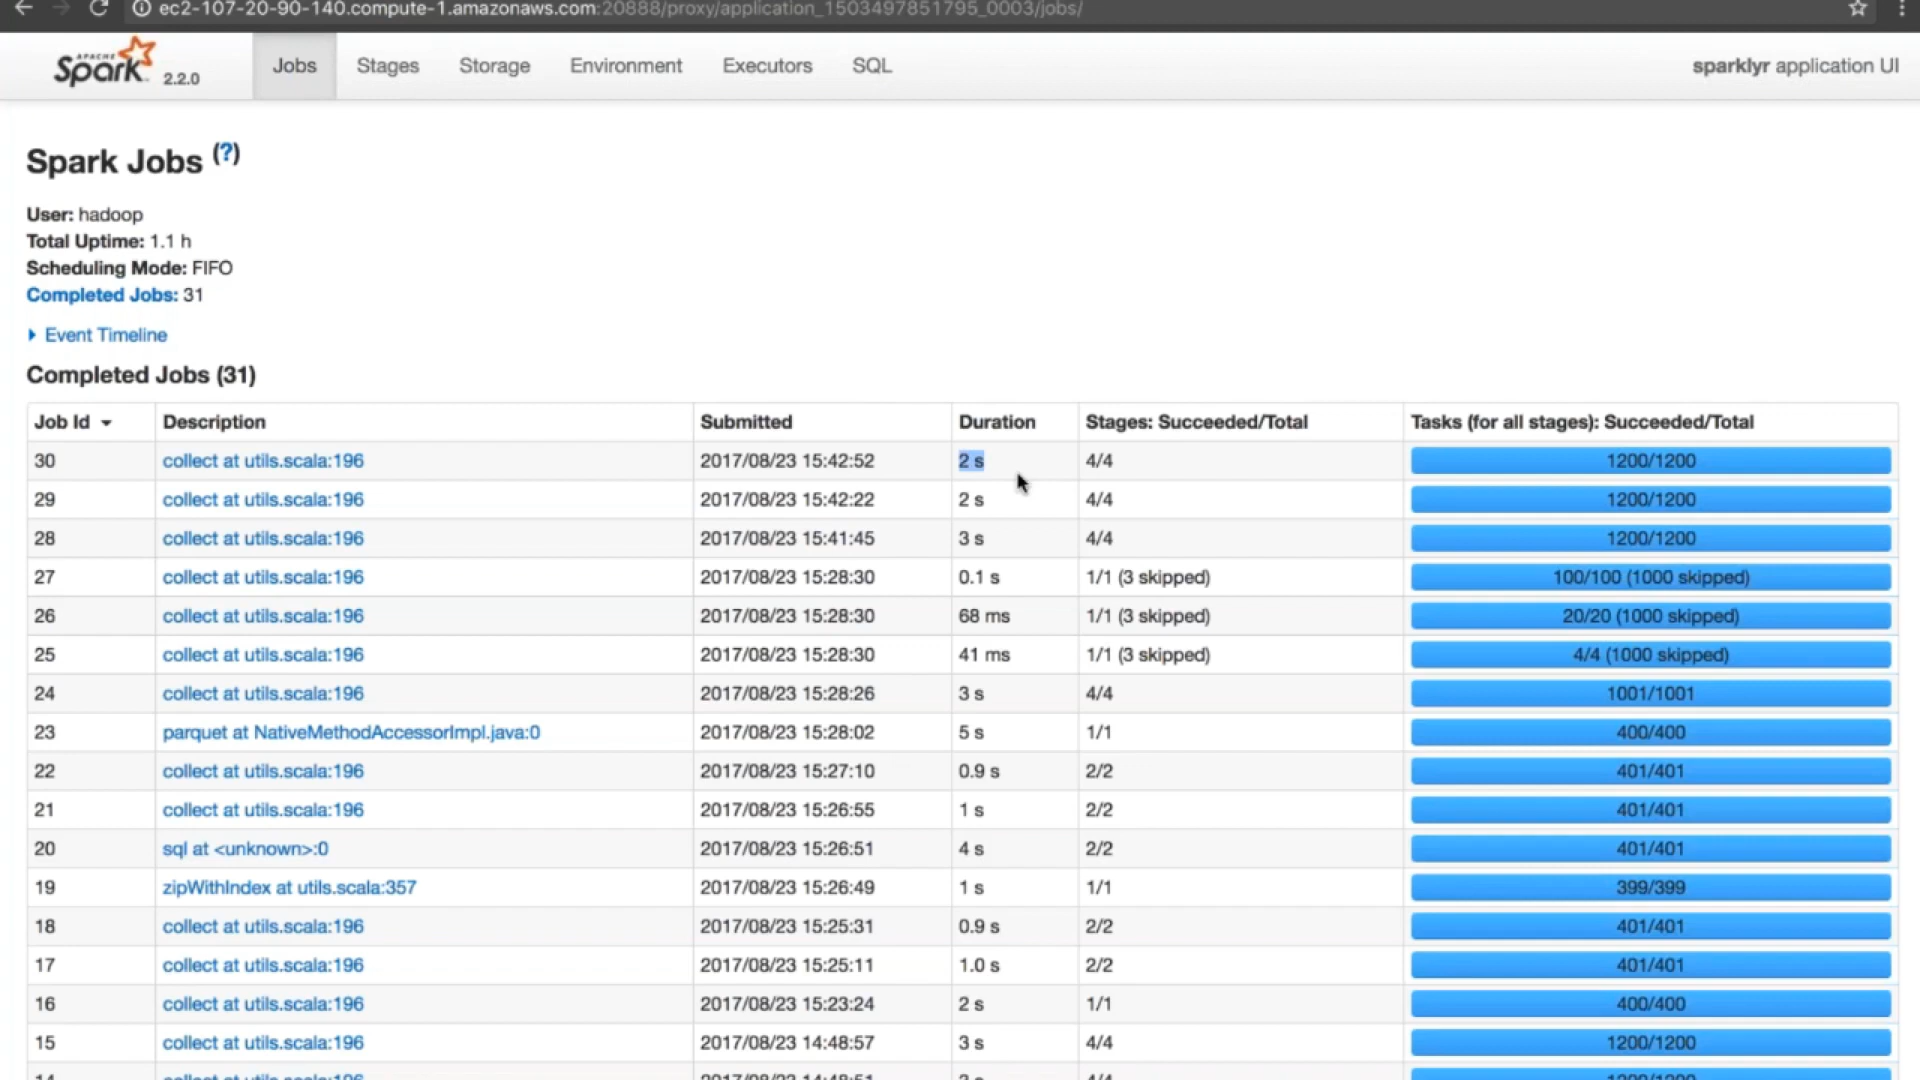 ec2-107-20-90-140.compute-1.amazonaws.com:20888/proxy/application_1503497851795_0003/jobs/
APACHE Spark 2.2.0 Jobs Stages Storage Environment Executors SQL sparklyr application UI
Spark Jobs (?)
User: hadoop
Total Uptime: 1.1 h
Scheduling Mode: FIFO
Completed Jobs: 31
Event Timeline
Completed Jobs (31)
Job Id Description Submitted Duration Stages: Succeeded/Total Tasks (for all stages): Succeeded/Total
30 collect at utils.scala:196 2017/08/23 15:42:52 2 s 4/4 1200/1200
29 collect at utils.scala:196 2017/08/23 15:42:22 2 s 4/4 1200/1200
28 collect at utils.scala:196 2017/08/23 15:41:45 3 s 4/4 1200/1200
27 collect at utils.scala:196 2017/08/23 15:28:30 0.1 s 1/1 (3 skipped) 100/100 (1000 skipped)
26 collect at utils.scala:196 2017/08/23 15:28:30 68 ms 1/1 (3 skipped) 20/20 (1000 skipped)
25 collect at utils.scala:196 2017/08/23 15:28:30 41 ms 1/1 (3 skipped) 4/4 (1000 skipped)
24 collect at utils.scala:196 2017/08/23 15:28:26 3 s 4/4 1001/1001
23 parquet at NativeMethodAccessorImpl.java:0 2017/08/23 15:28:02 5 s 1/1 400/400
22 collect at utils.scala:196 2017/08/23 15:27:10 0.9 s 2/2 401/401
21 collect at utils.scala:196 2017/08/23 15:26:55 1 s 2/2 401/401
20 sql at <unknown>:0 2017/08/23 15:26:51 4 s 2/2 401/401
19 zipWithIndex at utils.scala:357 2017/08/23 15:26:49 1 s 1/1 399/399
18 collect at utils.scala:196 2017/08/23 15:25:31 0.9 s 2/2 401/401
17 collect at utils.scala:196 2017/08/23 15:25:11 1.0 s 2/2 401/401
16 collect at utils.scala:196 2017/08/23 15:23:24 2 s 1/1 400/400
15 collect at utils.scala:196 2017/08/23 14:48:57 3 s 4/4 1200/1200